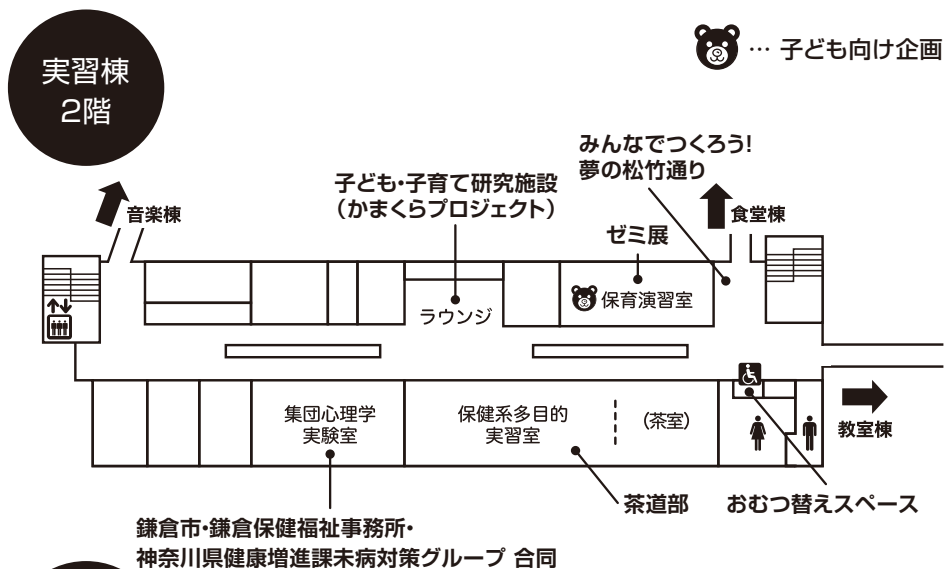 実習棟
2階
… 子ども向け企画
みんなでつくろう!
夢の松竹通り
子ども・子育て研究施設
（かまくらプロジェクト）
音楽棟
食堂棟
ゼミ展
保育演習室
ラウンジ
集団心理学
実験室
保健系多目的
実習室
（茶室）
教室棟
茶道部
おむつ替えスペース
鎌倉市・鎌倉保健福祉事務所・
神奈川県健康増進課未病対策グループ 合同